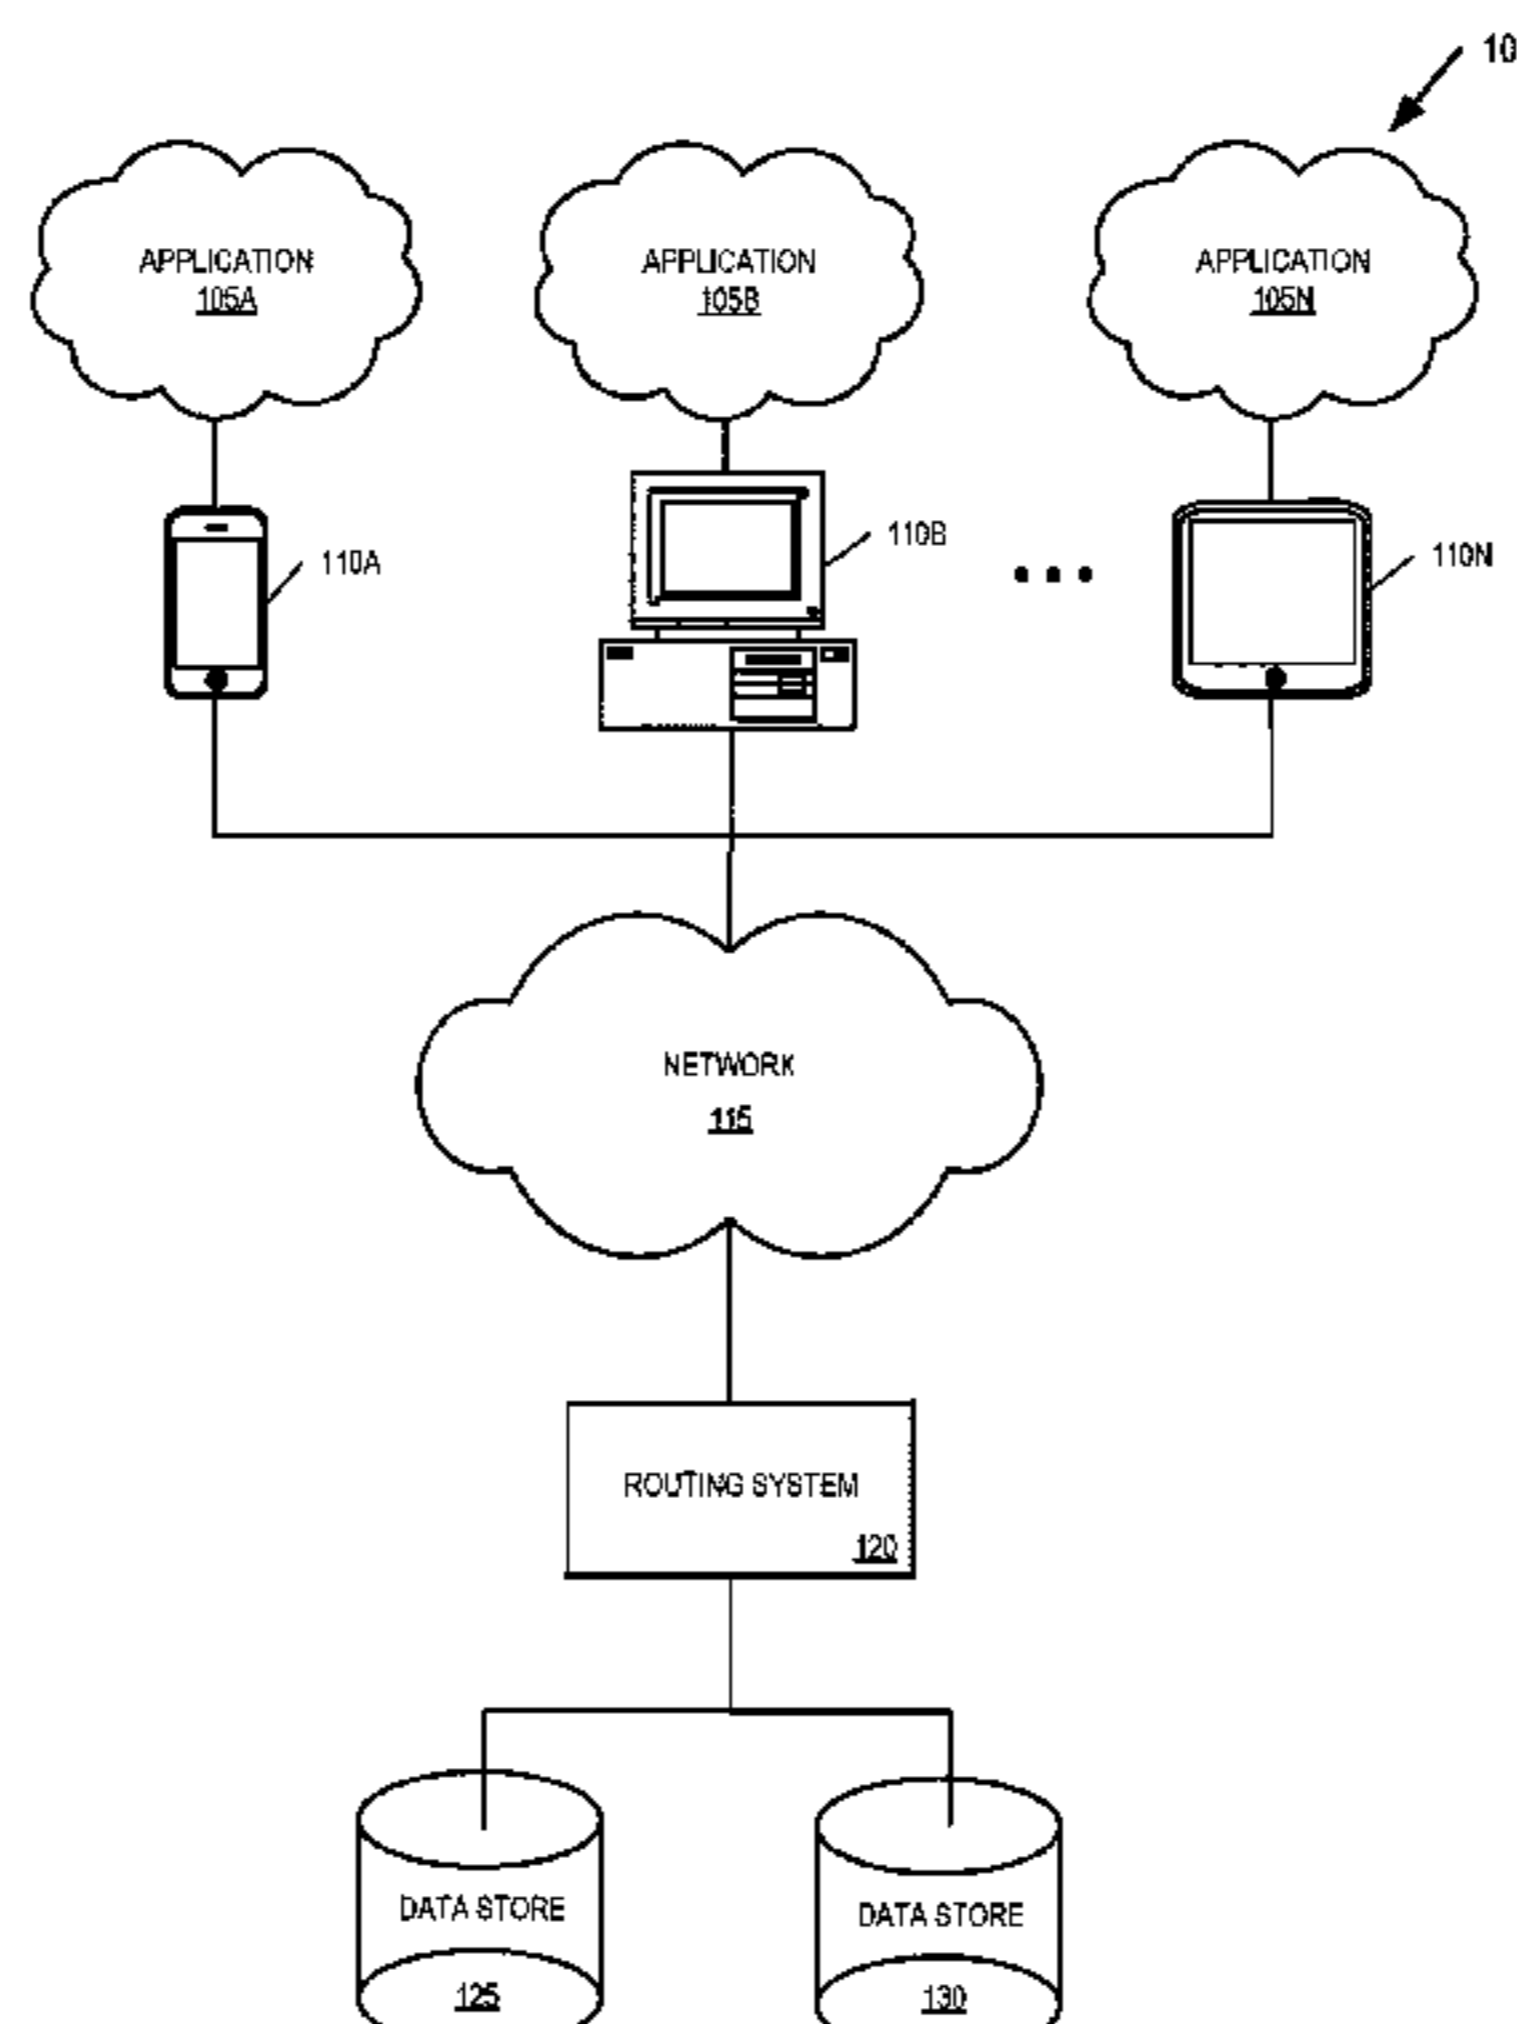 10
APPLICATION
105A
APPLICATION
105B
APPLICATION
105N
110A
110B
110N
NETWORK
115
ROUTING SYSTEM
120
DATA STORE
125
DATA STORE
130